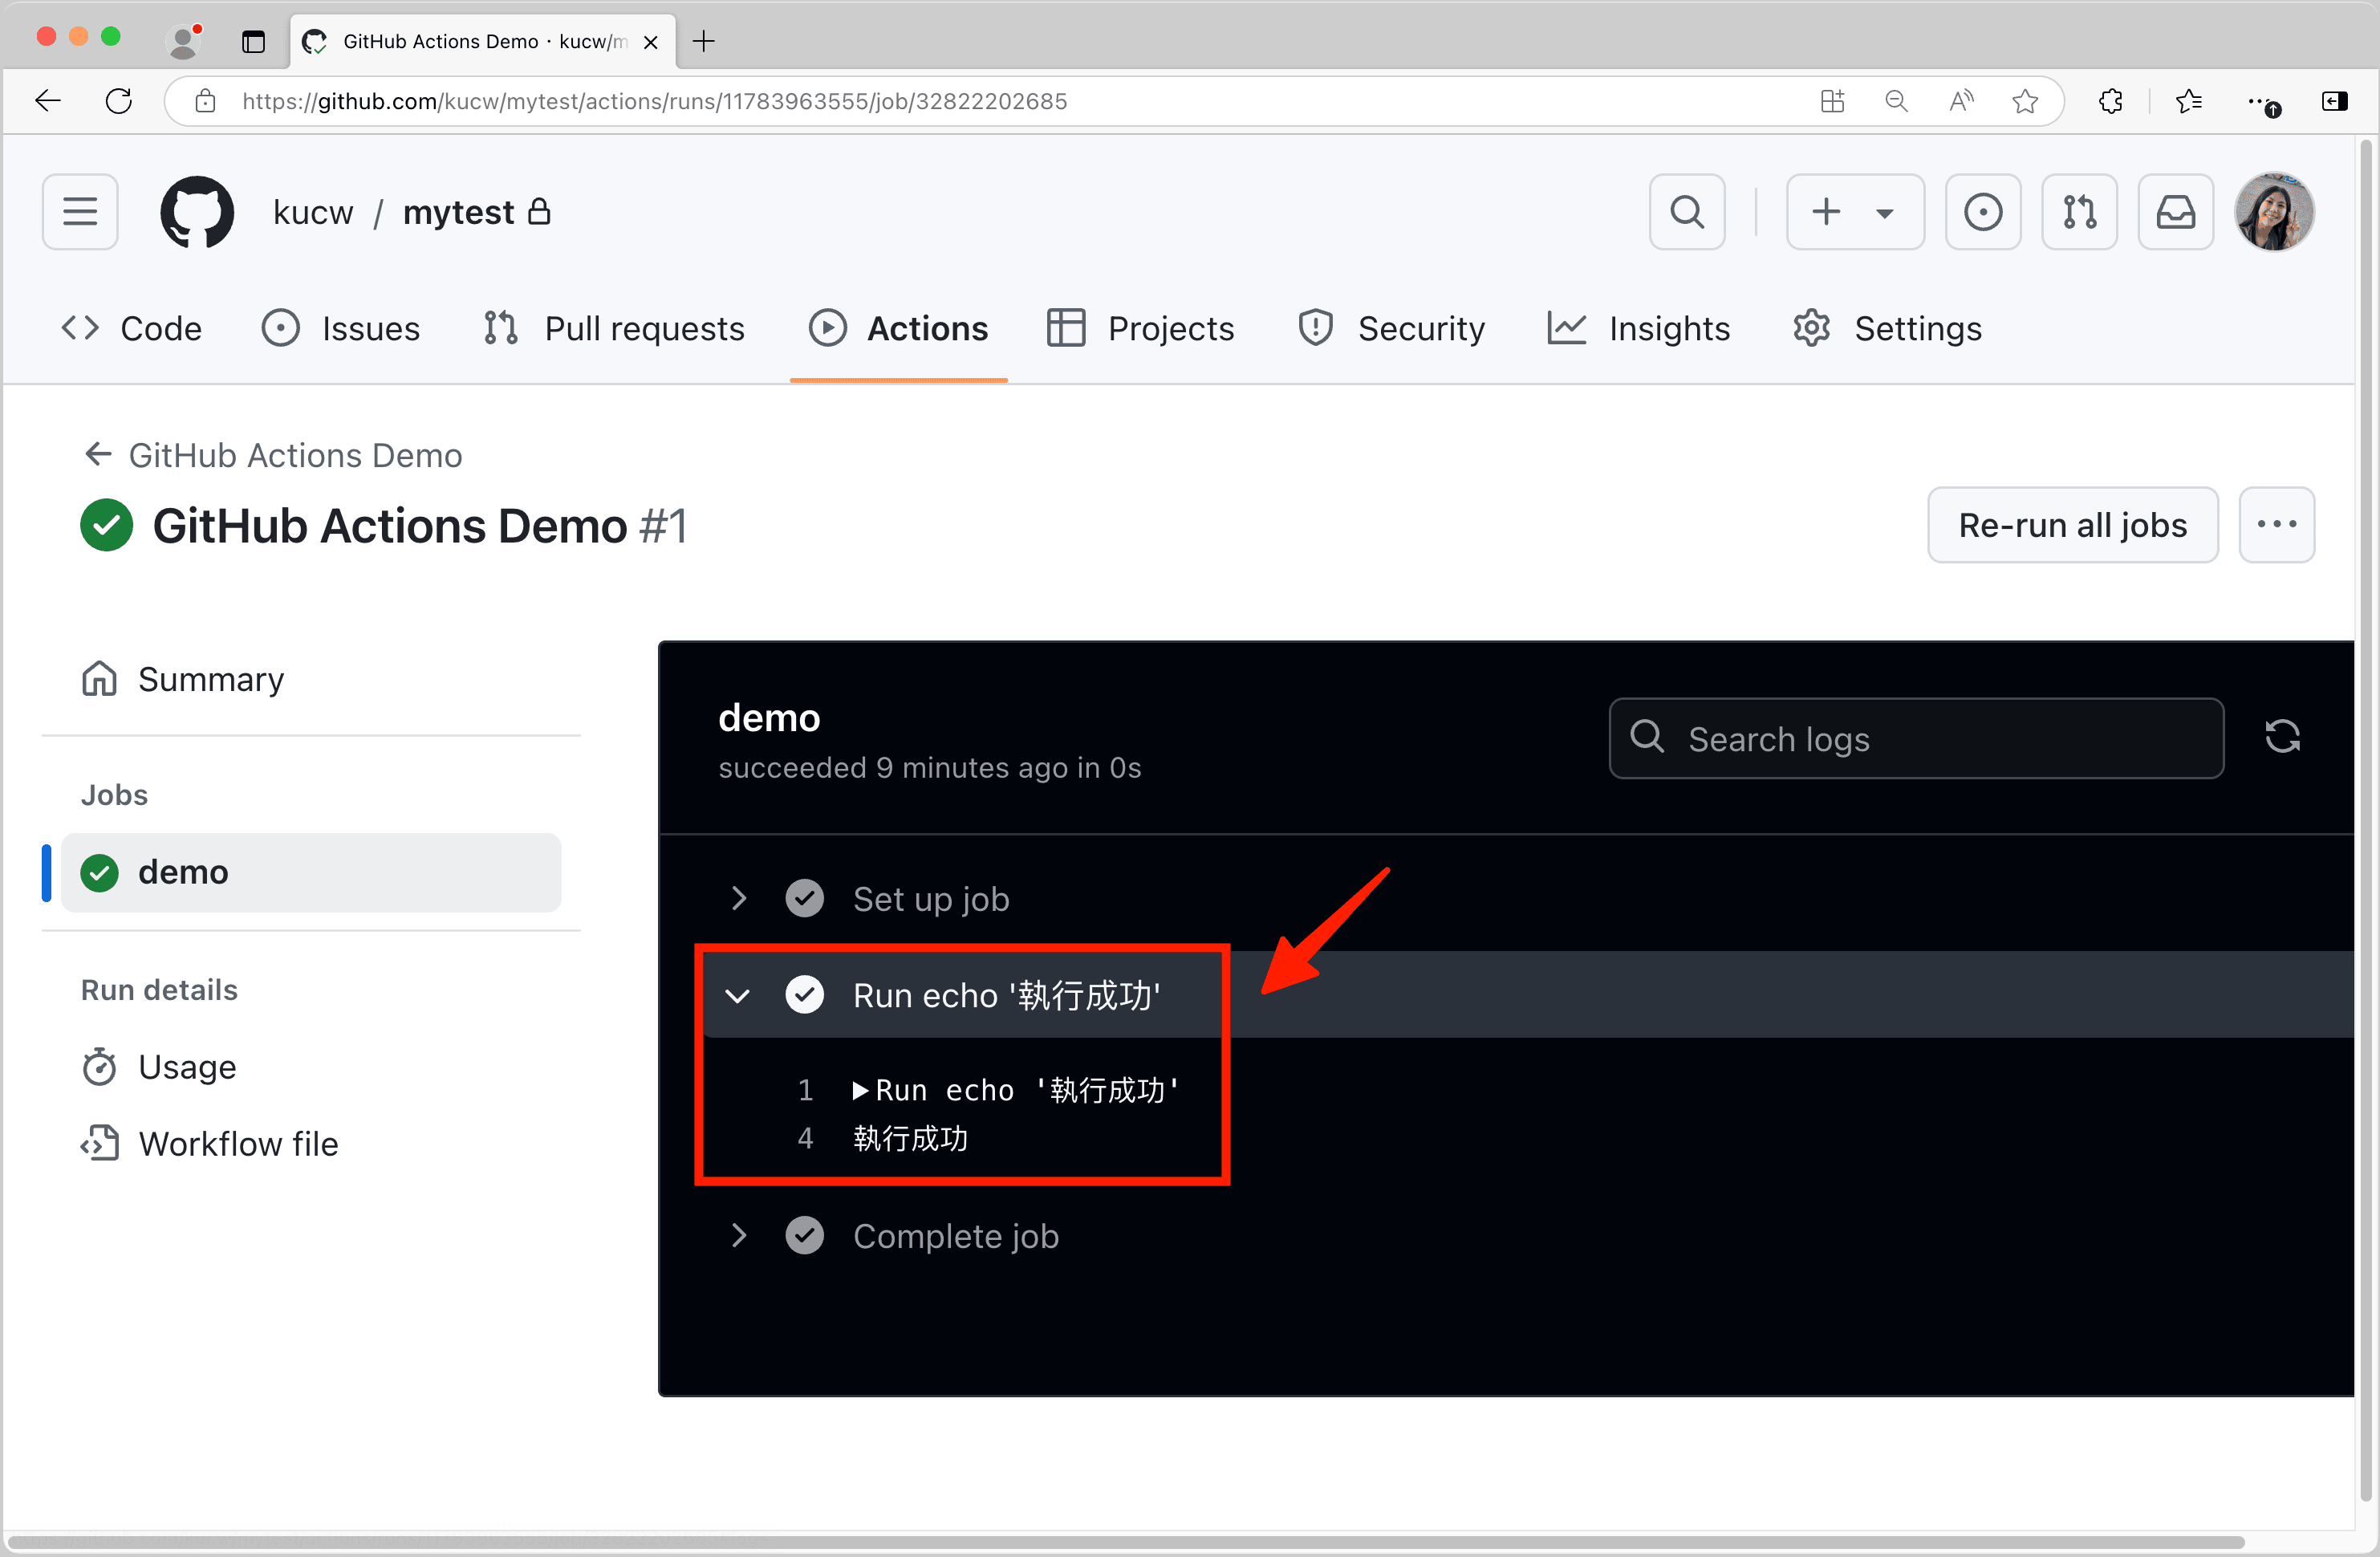 GitHub Actions Demo · kucw/m
https://github.com/kucw/mytest/actions/runs/11783963555/job/32822202685
kucw / mytest
Code Issues Pull requests Actions Projects Security Insights Settings
GitHub Actions Demo
GitHub Actions Demo #1
Re-run all jobs
Summary
Jobs
demo
Run details
Usage
Workflow file
demo
succeeded 9 minutes ago in 0s
Search logs
Set up job
Run echo '執行成功'
1 Run echo '執行成功'
4 執行成功
Complete job